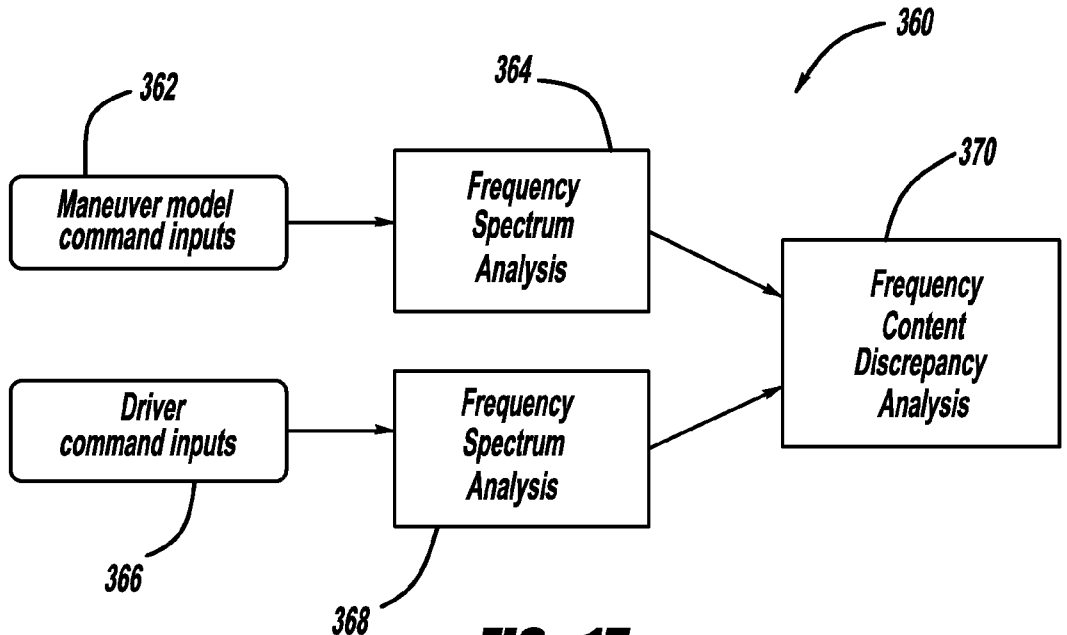 360
362
364
370
Maneuver model
command inputs
Frequency
Spectrum
Analysis
Frequency
Content
Discrepancy
Analysis
Driver
command inputs
Frequency
Spectrum
Analysis
366
368